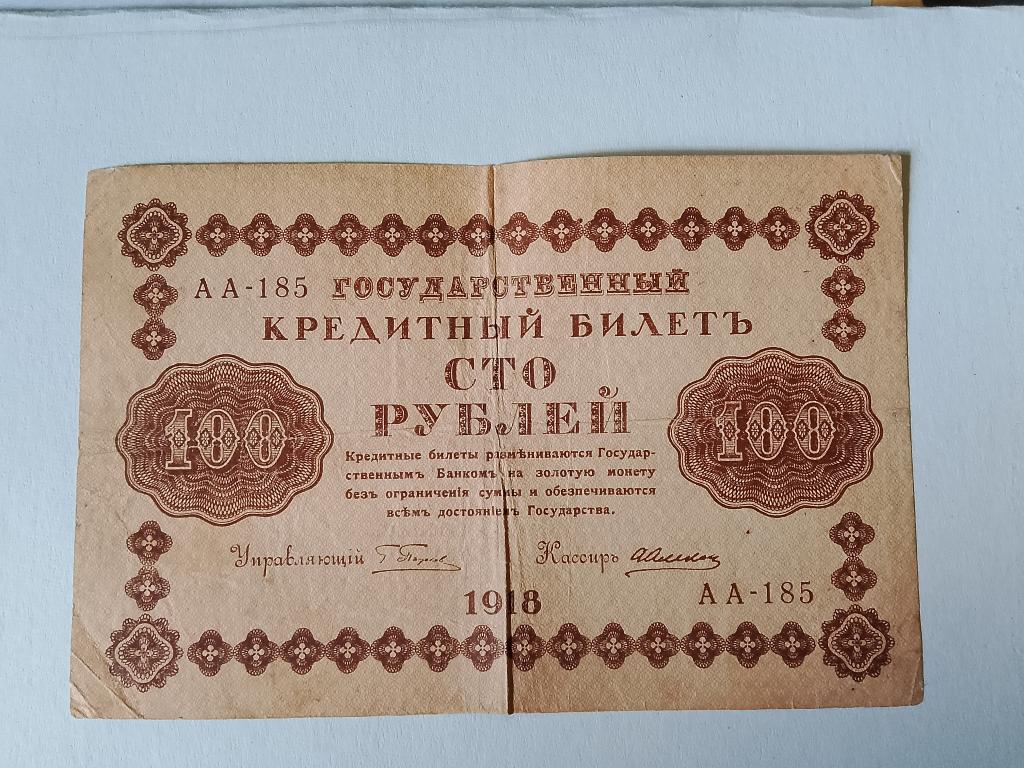 АА-185 ГОСУДАРСТВЕННЫЙ
КРЕДИТНЫЙ БИЛЕТЪ
СТО
РУБЛЕЙ
100
100
Кредитные билеты размѣниваются Государ-
ственнымъ Банкомъ на золотую монету
безъ ограниченія суммы и обезпечиваются
всѣмъ достояніемъ Государства.
Управляющій
Кассиръ
1918
АА-185